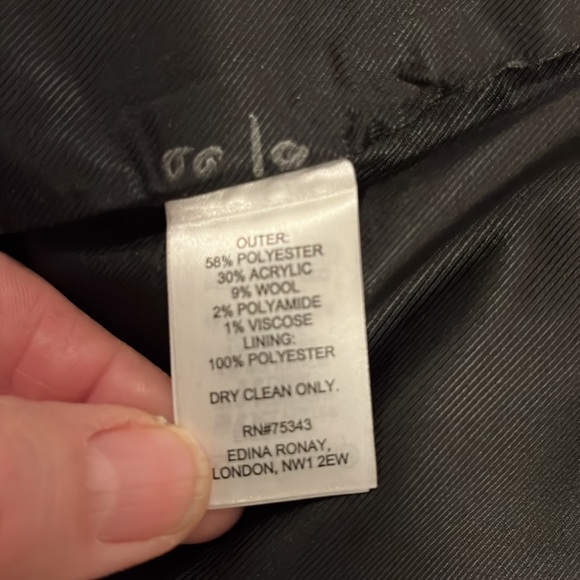 OUTER:
58% POLYESTER
30% ACRYLIC
9% WOOL
2% POLYAMIDE
1% VISCOSE
LINING:
100% POLYESTER
DRY CLEAN ONLY.
RN#75343
EDINA RONAY,
LONDON, NW1 2EW